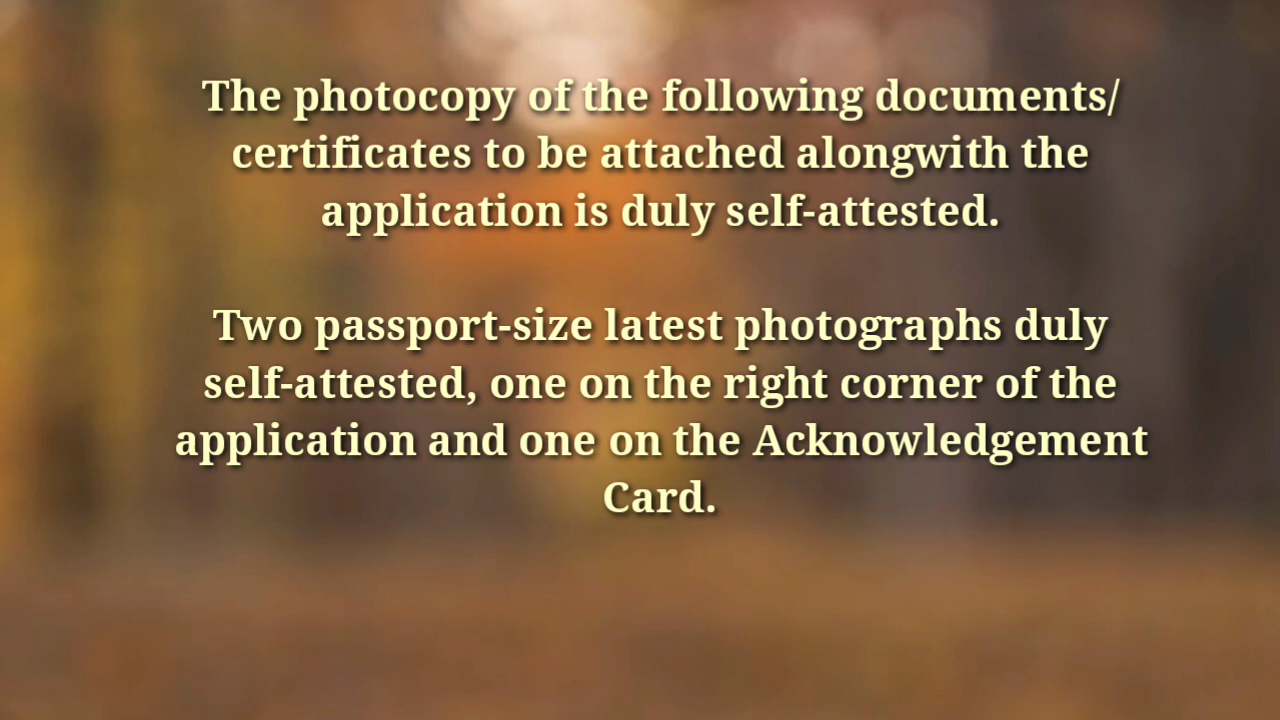 The photocopy of the following documents/
certificates to be attached alongwith the
application is duly self-attested.
Two passport-size latest photographs duly
self-attested, one on the right corner of the
application and one on the Acknowledgement
Card.